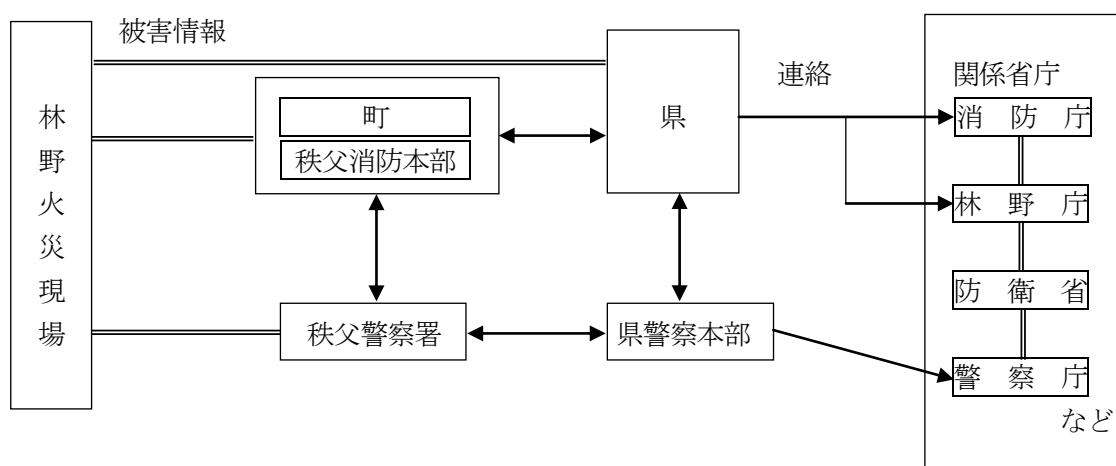 被害情報
林野火災現場
町
秩父消防本部
県
連絡
関係省庁
消防庁
林野庁
防衛省
警察庁
など
秩父警察署
県警察本部